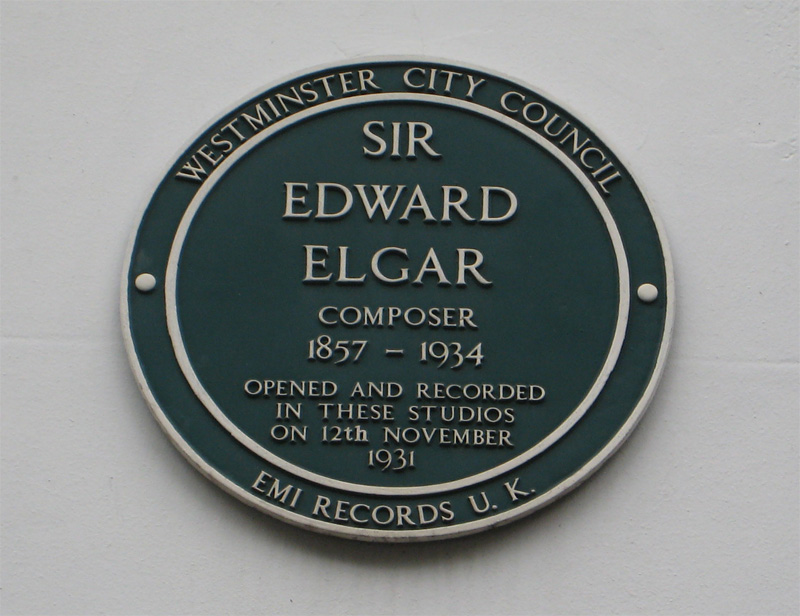 WESTMINSTER CITY COUNCIL
SIR
EDWARD
ELGAR
COMPOSER
1857 – 1934
OPENED AND RECORDED
IN THESE STUDIOS
ON 12th NOVEMBER
1931
EMI RECORDS U. K.